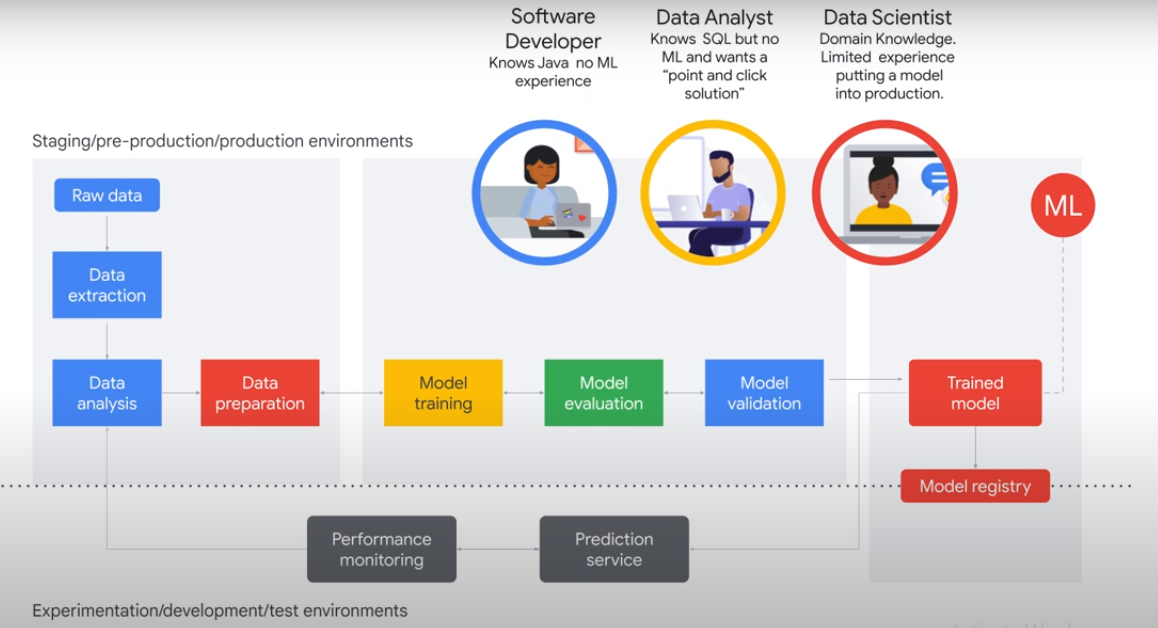 Software
Developer
Knows Java no ML
experience
Data Analyst
Knows SQL but no
ML and wants a
“point and click
solution”
Data Scientist
Domain Knowledge.
Limited experience
putting a model
into production.
Staging/pre-production/production environments
Raw data
ML
Data
extraction
Data
analysis
Data
preparation
Model
training
Model
evaluation
Model
validation
Trained
model
Model registry
Performance
monitoring
Prediction
service
Experimentation/development/test environments